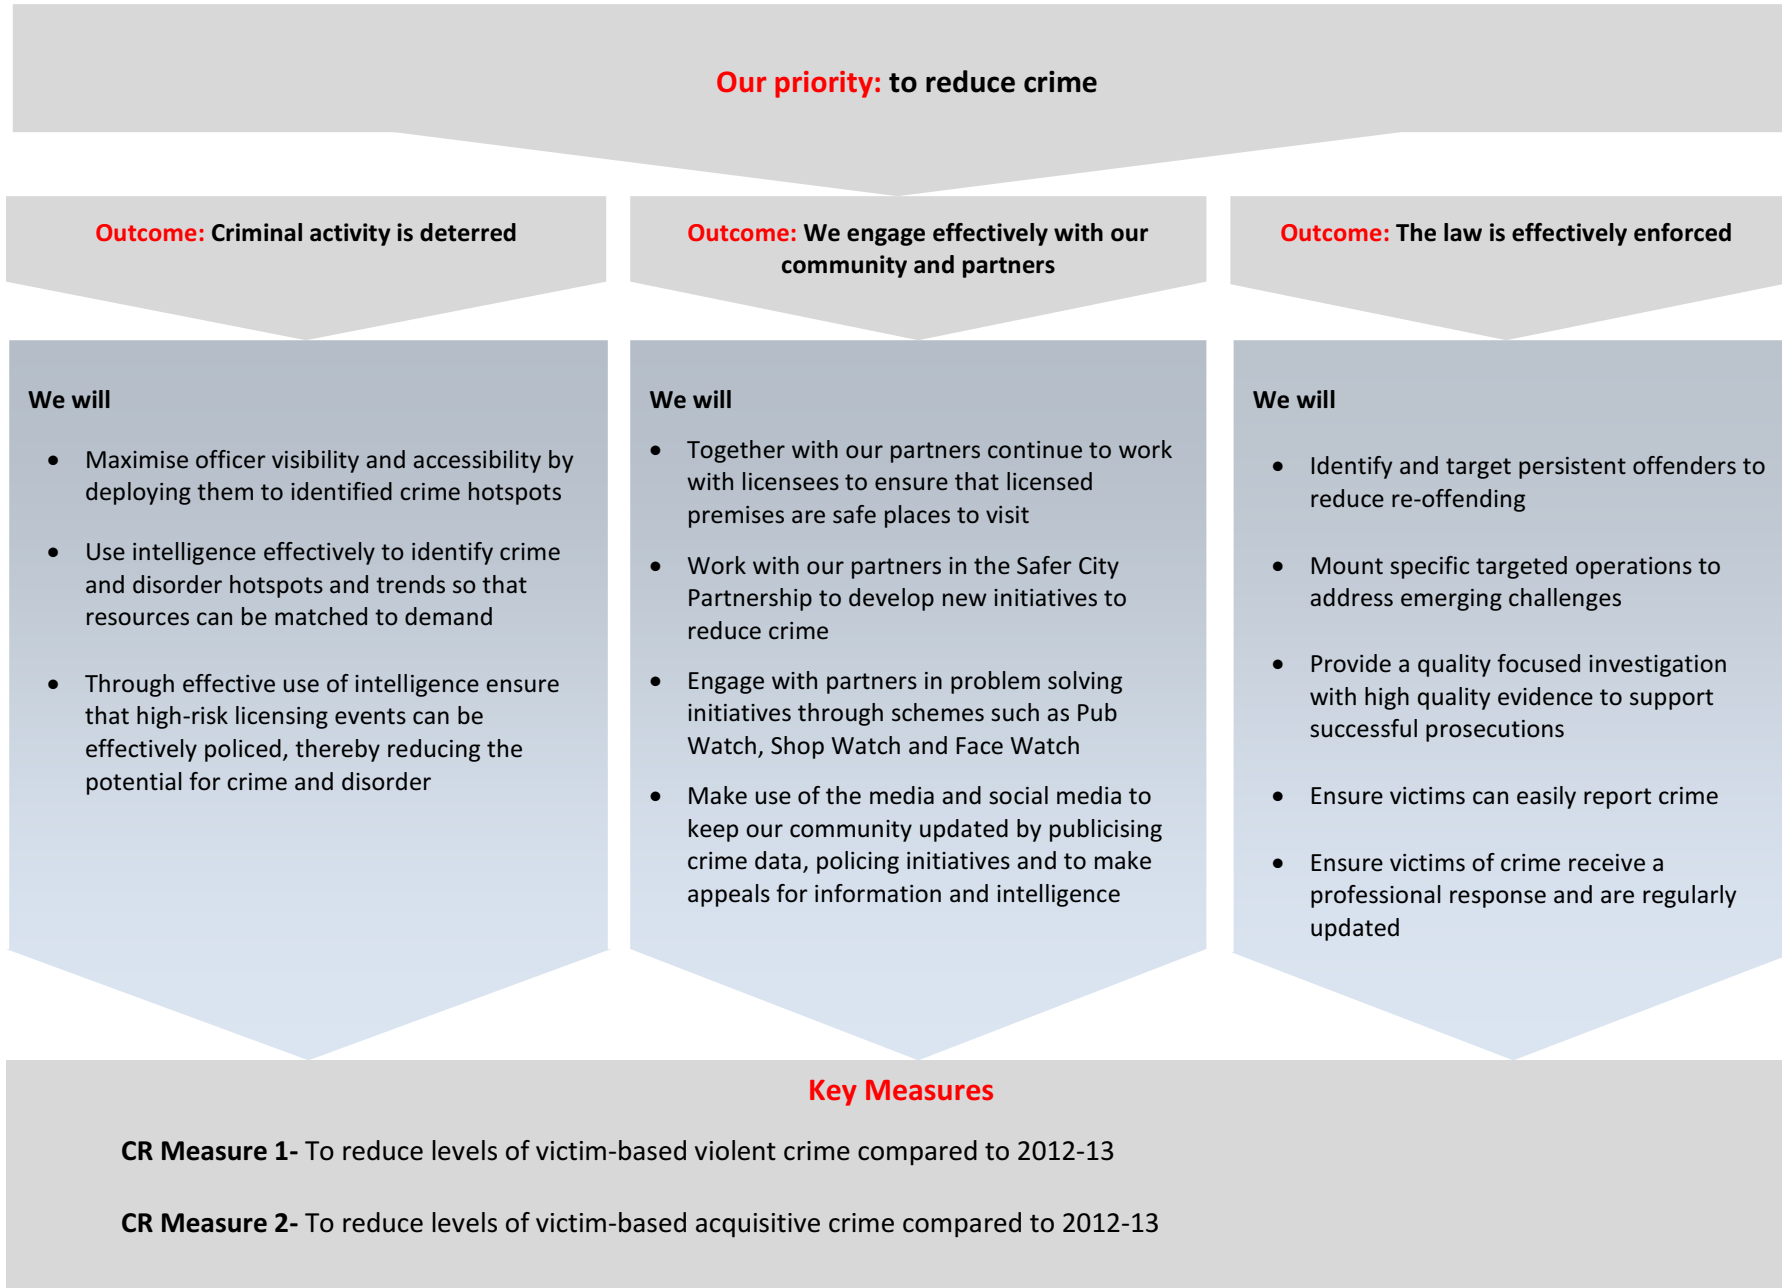 Our priority: to reduce crime
Outcome: Criminal activity is deterred
We will
• Maximise officer visibility and accessibility by
deploying them to identified crime hotspots
• Use intelligence effectively to identify crime
and disorder hotspots and trends so that
resources can be matched to demand
• Through effective use of intelligence ensure
that high-risk licensing events can be
effectively policed, thereby reducing the
potential for crime and disorder
Outcome: We engage effectively with our
community and partners
We will
• Together with our partners continue to work
with licensees to ensure that licensed
premises are safe places to visit
• Work with our partners in the Safer City
Partnership to develop new initiatives to
reduce crime
• Engage with partners in problem solving
initiatives through schemes such as Pub
Watch, Shop Watch and Face Watch
• Make use of the media and social media to
keep our community updated by publicising
crime data, policing initiatives and to make
appeals for information and intelligence
Outcome: The law is effectively enforced
We will
• Identify and target persistent offenders to
reduce re-offending
• Mount specific targeted operations to
address emerging challenges
• Provide a quality focused investigation
with high quality evidence to support
successful prosecutions
• Ensure victims can easily report crime
• Ensure victims of crime receive a
professional response and are regularly
updated
Key Measures
CR Measure 1- To reduce levels of victim-based violent crime compared to 2012-13
CR Measure 2- To reduce levels of victim-based acquisitive crime compared to 2012-13